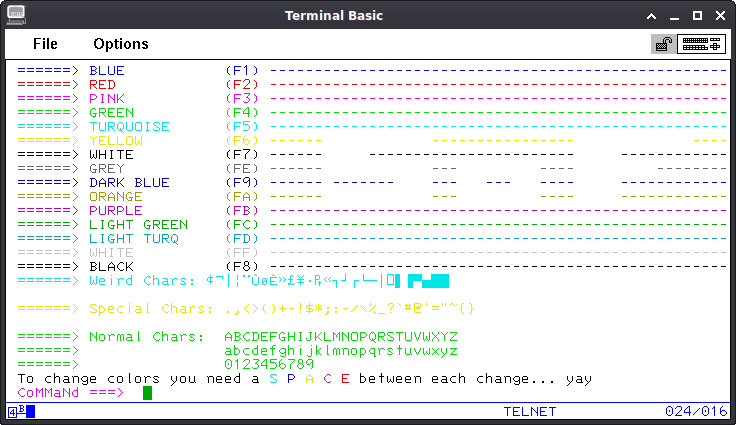 Terminal Basic
File Options
======> BLUE (F1) ----------------------------------------------------
======> RED (F2) ----------------------------------------------------
======> PINK (F3) ----------------------------------------------------
======> GREEN (F4) ----------------------------------------------------
======> TURQUOISE (F5) ----------------------------------------------------
======> YELLOW (F6) ------ ---------------- ----
======> WHITE (F7) ------ ---------------- ------------
======> GREY (F8) ------ --- ---- ---
======> DARK BLUE (F9) ------ ------- --- --- ---- ------------
======> ORANGE (FA) ------ --- ---- ---
======> PURPLE (FB) ----------------------------------------------------
======> LIGHT GREEN (FC) ----------------------------------------------------
======> LIGHT TURQ (FD) ----------------------------------------------------
======> WHITE (FF) ----------------------------------------------------
======> BLACK (F8) ----------------------------------------------------
======> Weird Chars:
======> Special Chars: .,<>()+-!$*;:-/\%_?`#@'="~{}
======> Normal Chars: ABCDEFGHIJKLMNOPQRSTUVWXYZ
======> abcdefghijklmnopqrstuvwxyz
======> 0123456789
To change colors you need a S P A C E between each change... yay
CoMMaNd ===>
4B TELNET 024/016